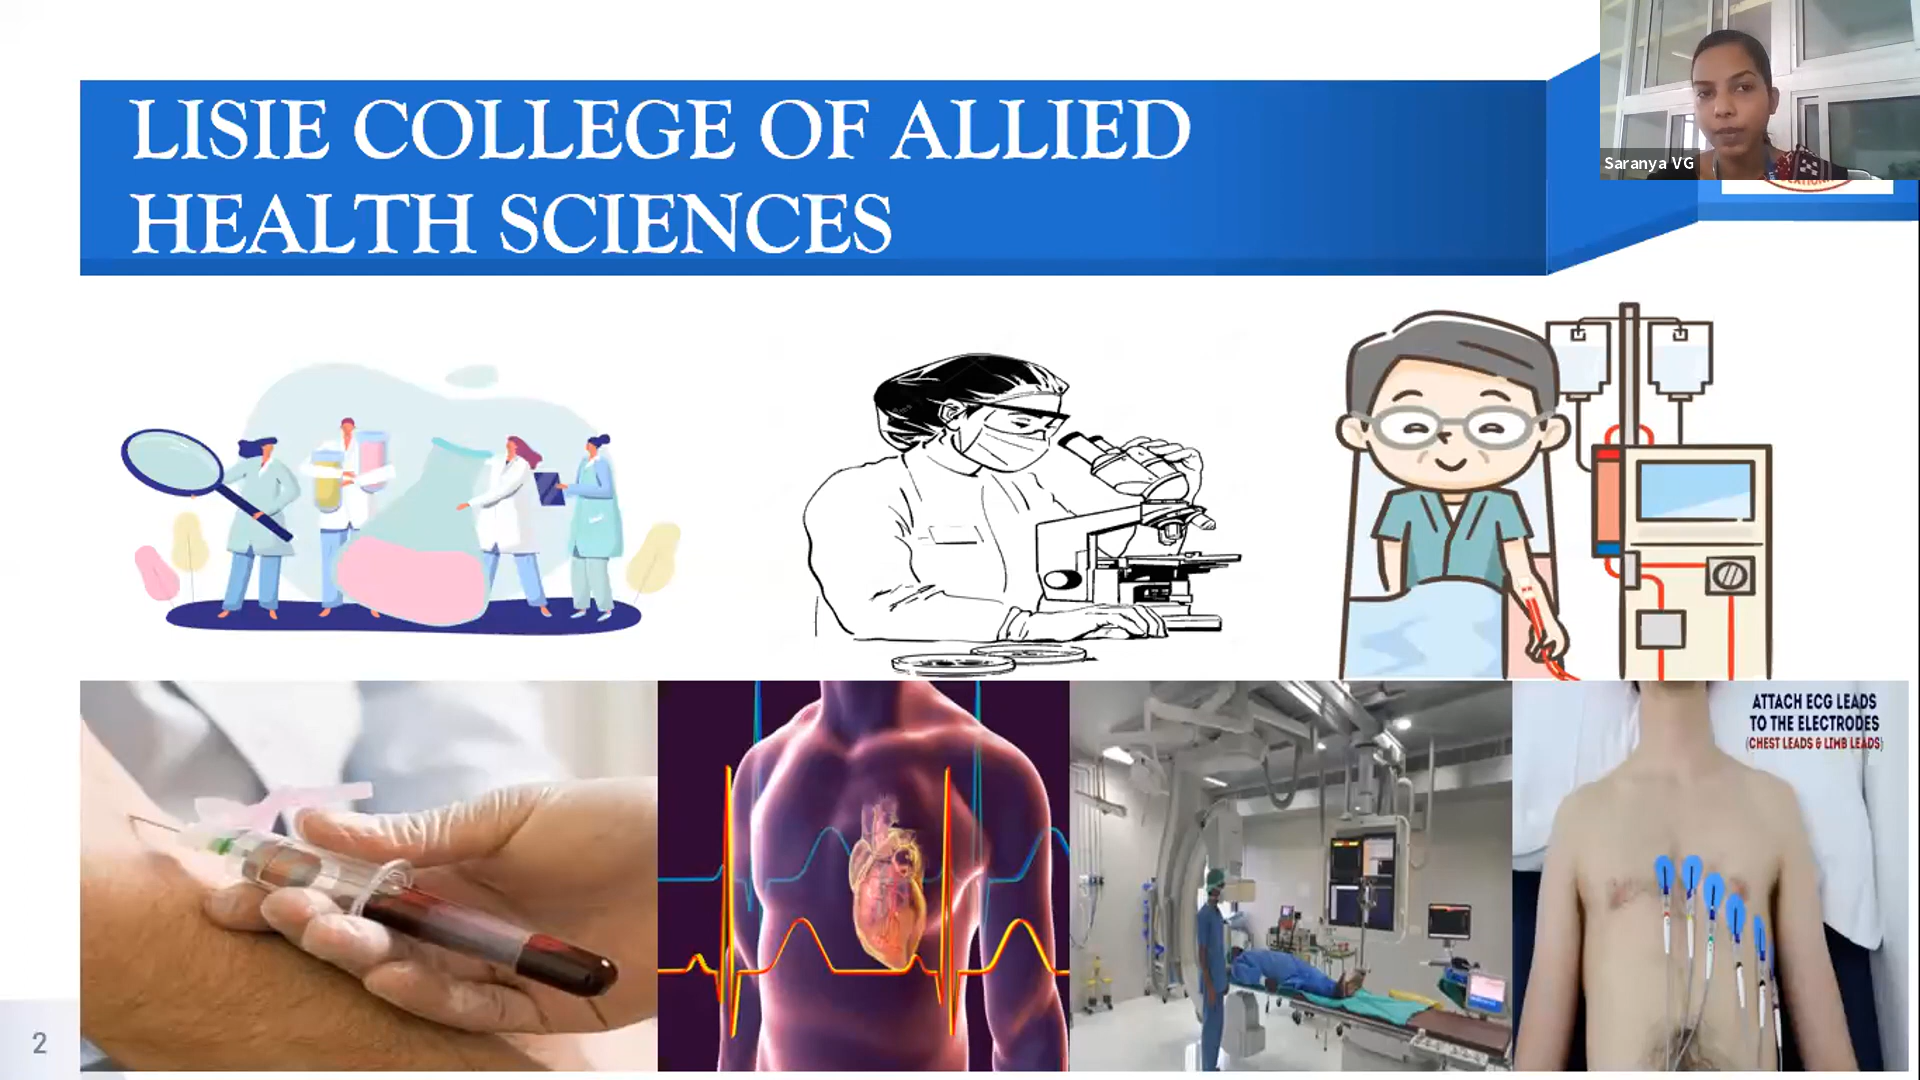 LISIE COLLEGE OF ALLIED
HEALTH SCIENCES
Saranya VG
ATTACH ECG LEADS
TO THE ELECTRODES
(CHEST LEADS & LIMB LEADS)
2